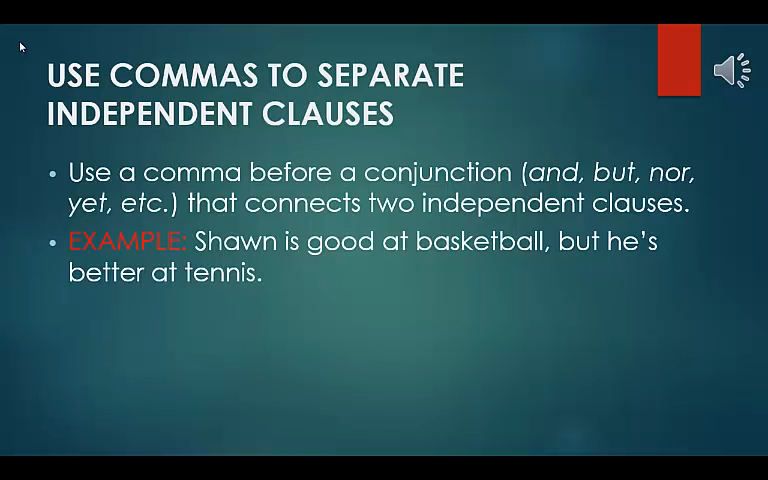 USE COMMAS TO SEPARATE
INDEPENDENT CLAUSES
• Use a comma before a conjunction (and, but, nor,
yet, etc.) that connects two independent clauses.
• EXAMPLE: Shawn is good at basketball, but he’s
better at tennis.